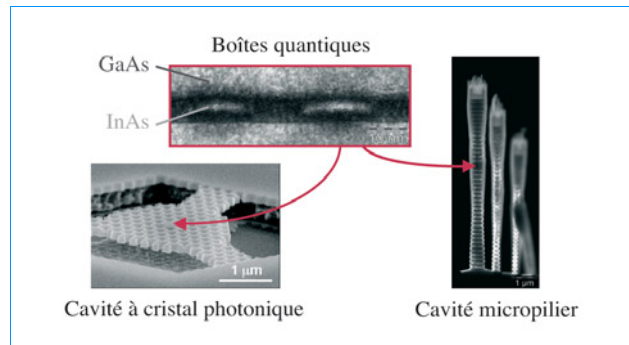 Boîtes quantiques
GaAs
InAs
1 µm
1 µm
Cavité à cristal photonique
Cavité micropilier